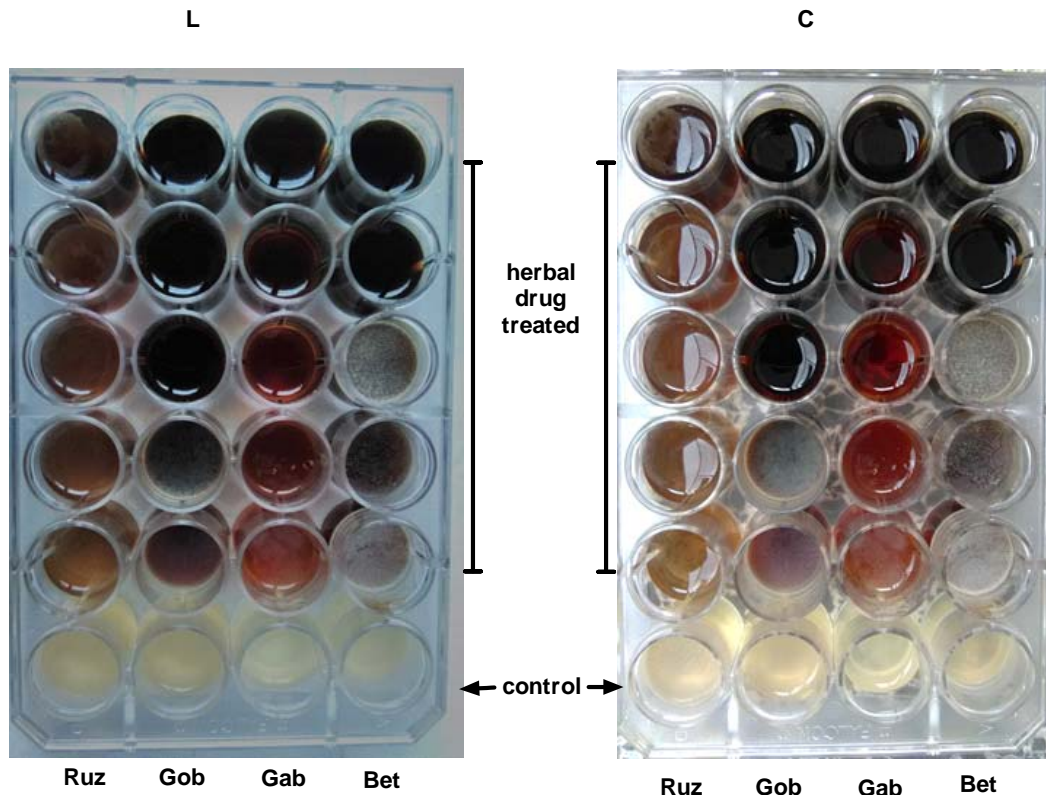 L
C
herbal
drug
treated
control
Ruz
Gob
Gab
Bet
Ruz
Gob
Gab
Bet